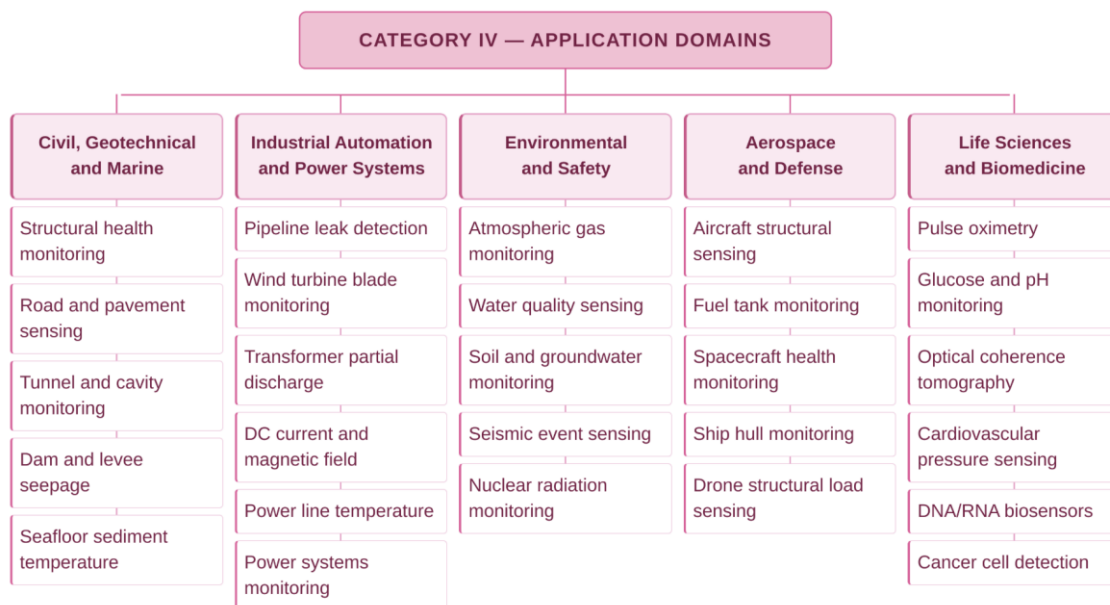 CATEGORY IV — APPLICATION DOMAINS
Civil, Geotechnical
and Marine
Structural health
monitoring
Road and pavement
sensing
Tunnel and cavity
monitoring
Dam and levee
seepage
Seafloor sediment
temperature
Industrial Automation
and Power Systems
Pipeline leak detection
Wind turbine blade
monitoring
Transformer partial
discharge
DC current and
magnetic field
Power line temperature
Power systems
monitoring
Environmental
and Safety
Atmospheric gas
monitoring
Water quality sensing
Soil and groundwater
monitoring
Seismic event sensing
Nuclear radiation
monitoring
Aerospace
and Defense
Aircraft structural
sensing
Fuel tank monitoring
Spacecraft health
monitoring
Ship hull monitoring
Drone structural load
sensing
Life Sciences
and Biomedicine
Pulse oximetry
Glucose and pH
monitoring
Optical coherence
tomography
Cardiovascular
pressure sensing
DNA/RNA biosensors
Cancer cell detection